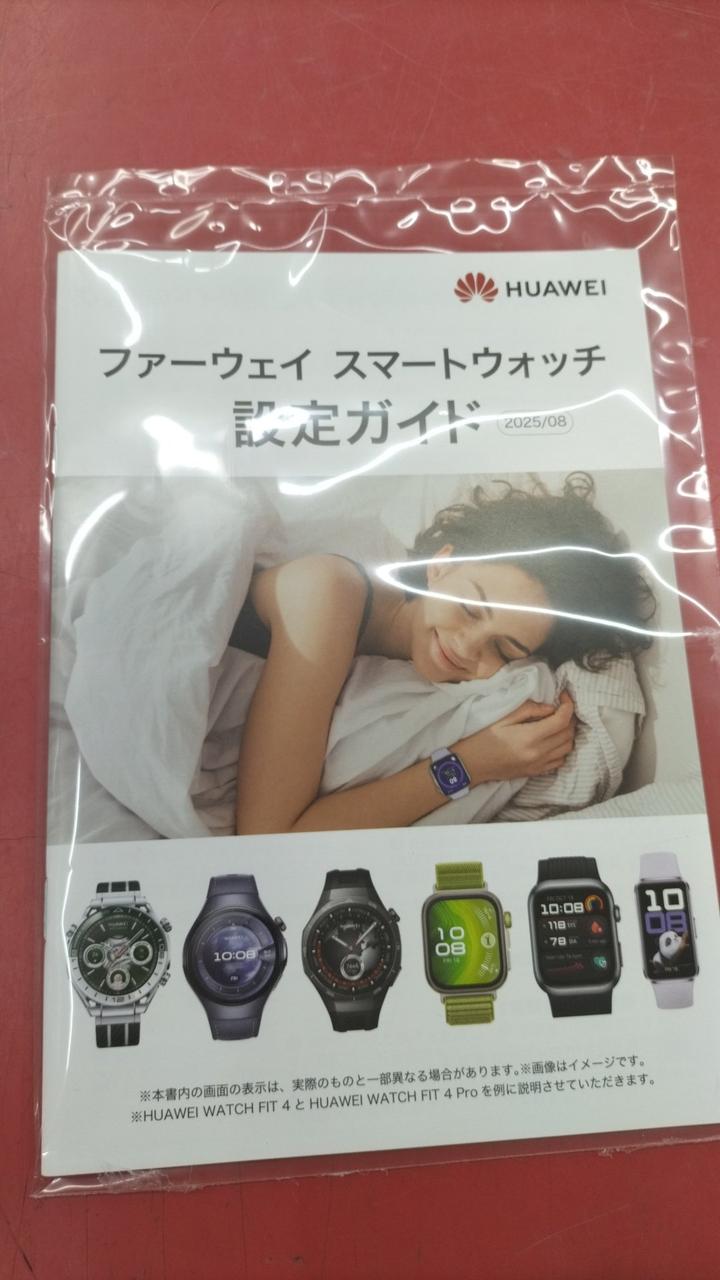 HUAWEI
ファーウェイ スマートウォッチ
設定ガイド 2025/08
10:08
10
08
FRI 16
10:08
118
78
10
08
※本書内の画面の表示は、実際のものと一部異なる場合があります。※画像はイメージです。
※HUAWEI WATCH FIT 4 と HUAWEI WATCH FIT 4 Pro を例に説明させていただきます。